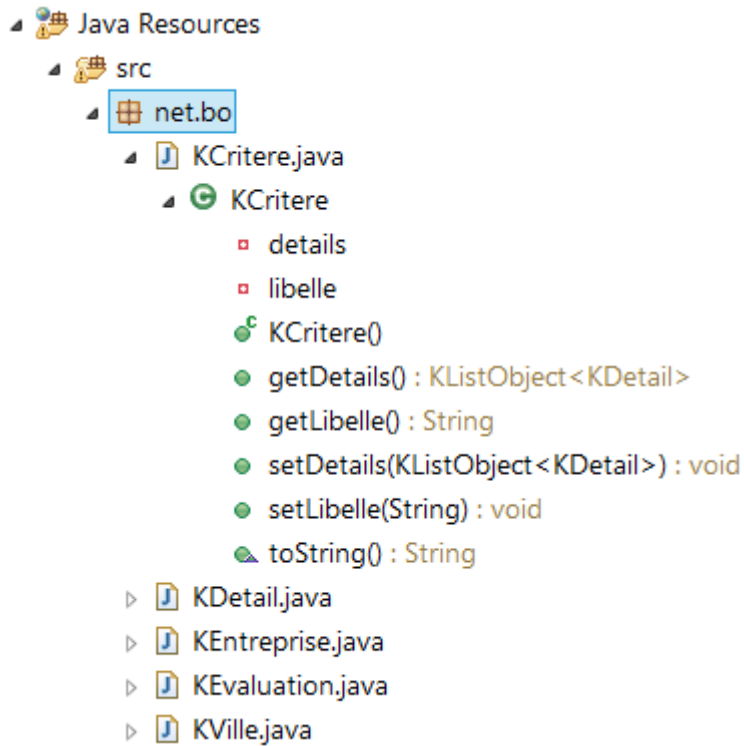 Java Resources
src
net.bo
KCritere.java
KCritere
details
libelle
KCritere()
getDetails() : KListObject<KDetail>
getLibelle() : String
setDetails(KListObject<KDetail>) : void
setLibelle(String) : void
toString() : String
KDetail.java
KEntreprise.java
KEvaluation.java
KVille.java